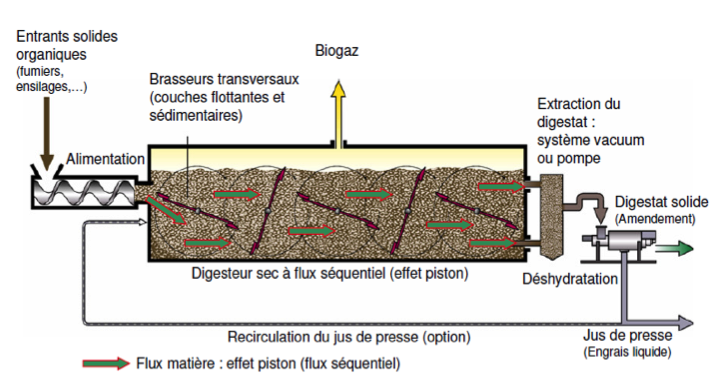 Entrants solides
organiques
(fumiers,
ensilages,...)
Biogaz
Brasseurs transversaux
(couches flottantes et
sédimentaires)
Extraction du
digestat :
système vacuum
ou pompe
Alimentation
Digestat solide
(Amendement)
Digesteur sec à flux séquentiel (effet piston)
Déshydratation
Recirculation du jus de presse (option)
Jus de presse
(Engrais liquide)
Flux matière : effet piston (flux séquentiel)